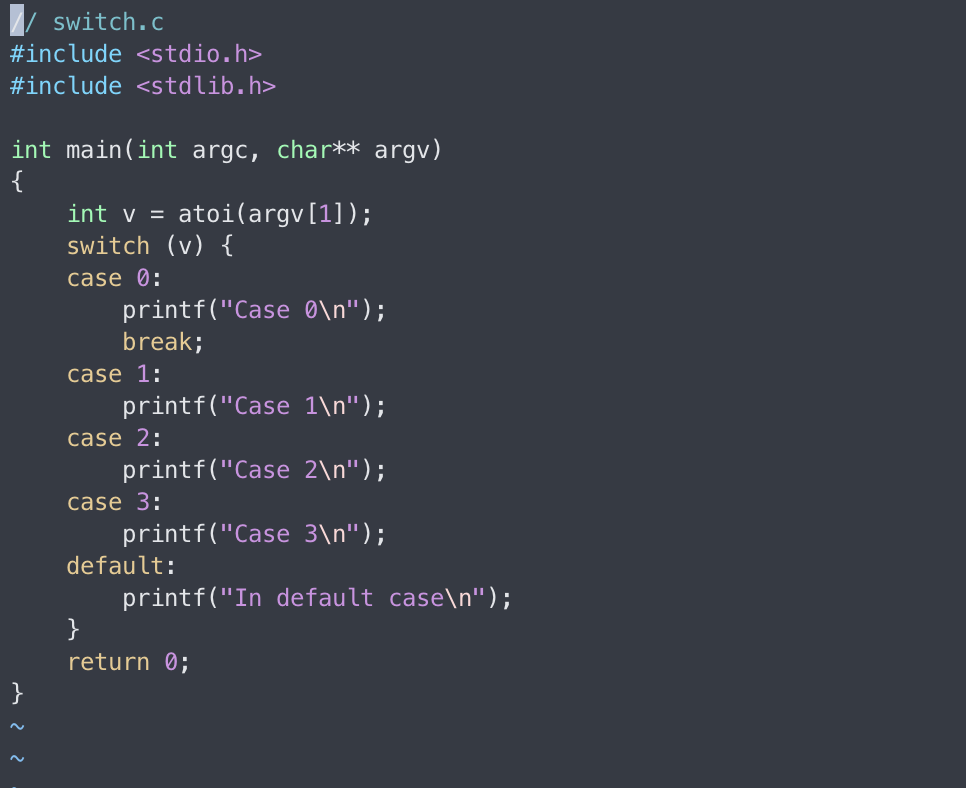 // switch.c
#include <stdio.h>
#include <stdlib.h>

int main(int argc, char** argv)
{
    int v = atoi(argv[1]);
    switch (v) {
    case 0:
        printf("Case 0\n");
        break;
    case 1:
        printf("Case 1\n");
    case 2:
        printf("Case 2\n");
    case 3:
        printf("Case 3\n");
    default:
        printf("In default case\n");
    }
    return 0;
}
~
~